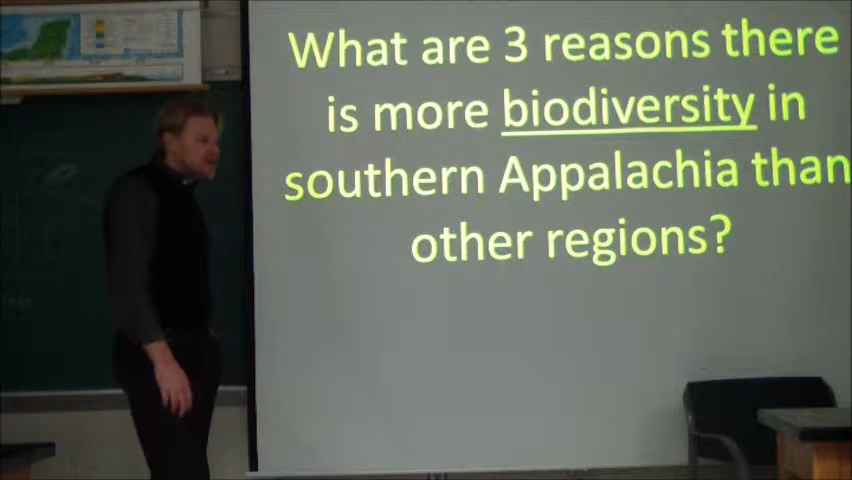 What are 3 reasons there
is more biodiversity in
southern Appalachia than
other regions?